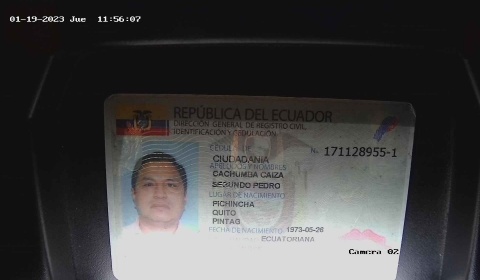 01-19-2023 Jue 11:56:07
REPÚBLICA DEL ECUADOR
DIRECCIÓN GENERAL DE REGISTRO CIVIL
IDENTIFICACIÓN Y CEDULACIÓN
CÉDULA DE
CIUDADANÍA
No. 171128955-1
APELLIDOS Y NOMBRES
CACHUMBA CAIZA
SEGUNDO PEDRO
LUGAR DE NACIMIENTO
PICHINCHA
QUITO
PINTAG
FECHA DE NACIMIENTO 1973-05-26
ECUATORIANA
Camera 02